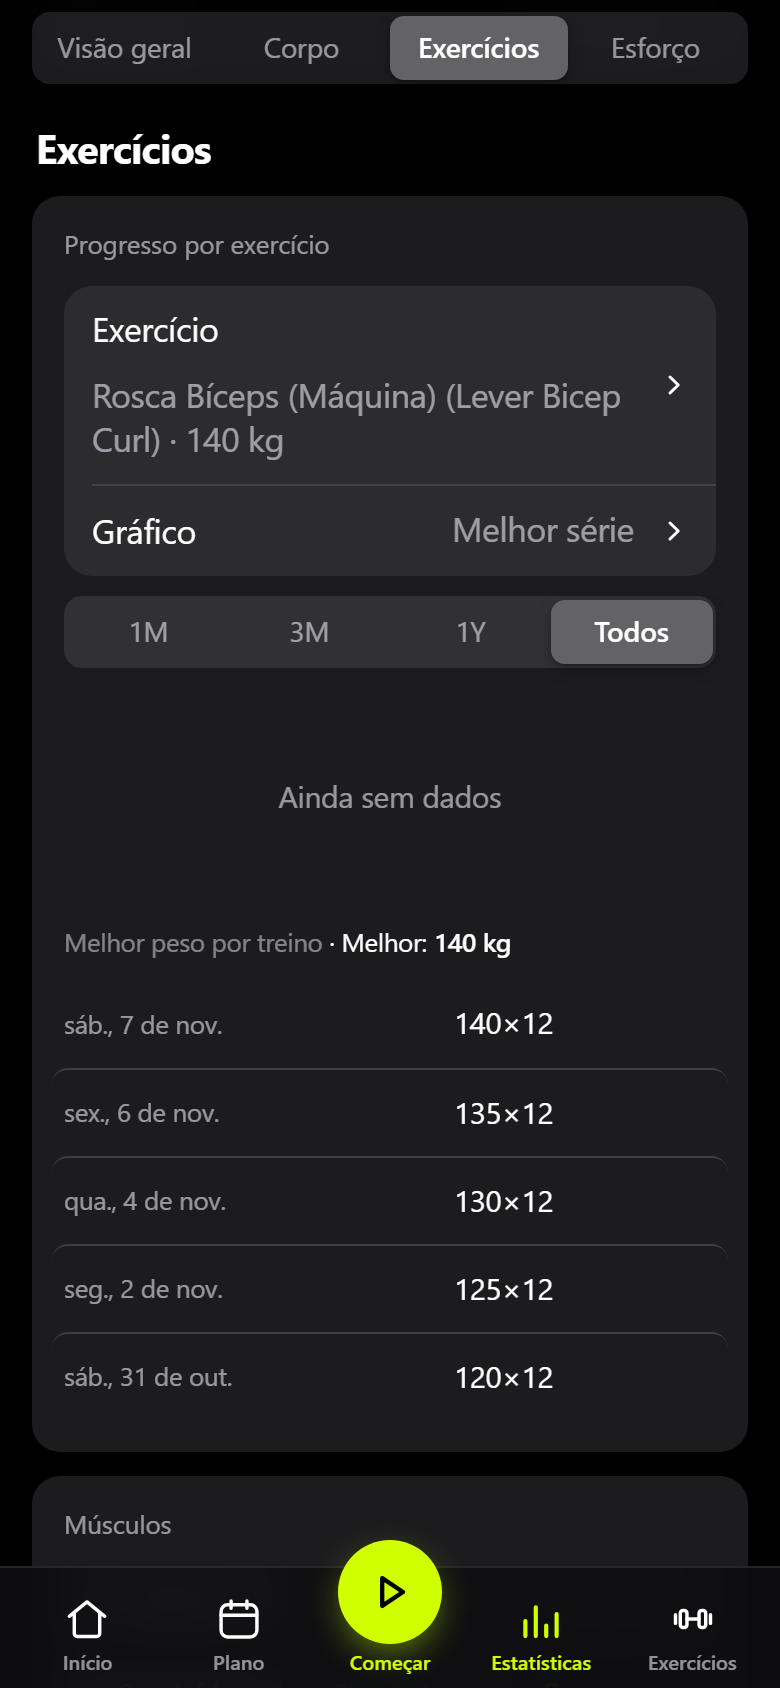 Visão geral
Corpo
Exercícios
Esforço
Exercícios
Progresso por exercício
Exercício
Rosca Bíceps (Máquina) (Lever Bicep
Curl) · 140 kg
Gráfico
Melhor série
1M
3M
1Y
Todos
Ainda sem dados
Melhor peso por treino · Melhor: 140 kg
sáb., 7 de nov.
140×12
sex., 6 de nov.
135×12
qua., 4 de nov.
130×12
seg., 2 de nov.
125×12
sáb., 31 de out.
120×12
Músculos
Início
Plano
Começar
Estatísticas
Exercícios